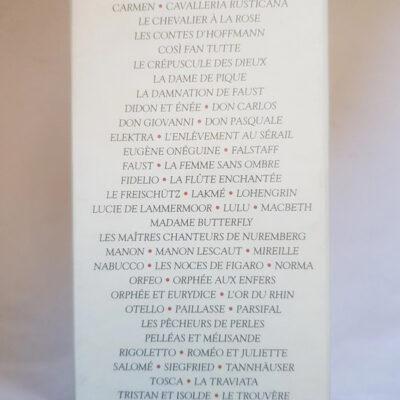 CARMEN • CAVALLERIA RUSTICANA
LE CHEVALIER À LA ROSE
LES CONTES D'HOFFMANN
COSÌ FAN TUTTE
LE CRÉPUSCULE DES DIEUX
LA DAME DE PIQUE
LA DAMNATION DE FAUST
DIDON ET ÉNÉE • DON CARLOS
DON GIOVANNI • DON PASQUALE
ELEKTRA • L'ENLÈVEMENT AU SÉRAIL
EUGÈNE ONÉGUINE • FALSTAFF
FAUST • LA FEMME SANS OMBRE
FIDELIO • LA FLÛTE ENCHANTÉE
LE FREISCHÜTZ • LAKMÉ • LOHENGRIN
LUCIE DE LAMMERMOOR • LULU • MACBETH
MADAME BUTTERFLY
LES MAÎTRES CHANTEURS DE NUREMBERG
MANON • MANON LESCAUT • MIREILLE
NABUCCO • LES NOCES DE FIGARO • NORMA
ORFEO • ORPHÉE AUX ENFERS
ORPHÉE ET EURYDICE • L'OR DU RHIN
OTELLO • PAILLASSE • PARSIFAL
LES PÊCHEURS DE PERLES
PELLÉAS ET MÉLISANDE
RIGOLETTO • ROMÉO ET JULIETTE
SALOMÉ • SIEGFRIED • TANNHÄUSER
TOSCA • LA TRAVIATA
TRISTAN ET ISOLDE • LE TROUVÈRE